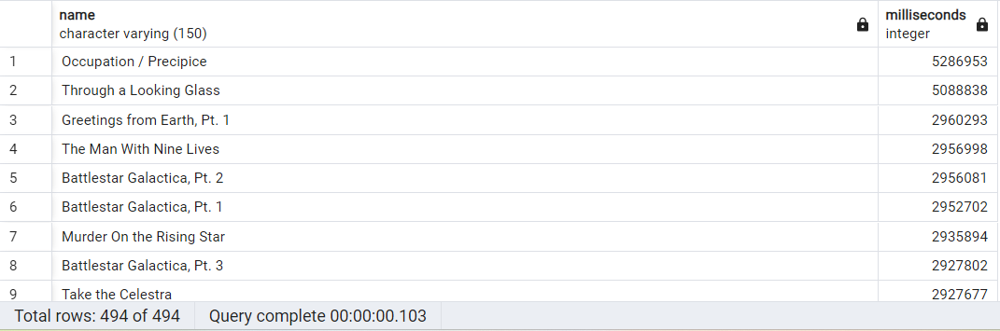 name milliseconds
character varying (150) integer
1 Occupation / Precipice 5286953
2 Through a Looking Glass 5088838
3 Greetings from Earth, Pt. 1 2960293
4 The Man With Nine Lives 2956998
5 Battlestar Galactica, Pt. 2 2956081
6 Battlestar Galactica, Pt. 1 2952702
7 Murder On the Rising Star 2935894
8 Battlestar Galactica, Pt. 3 2927802
9 Take the Celestra 2927677
Total rows: 494 of 494 Query complete 00:00:00.103